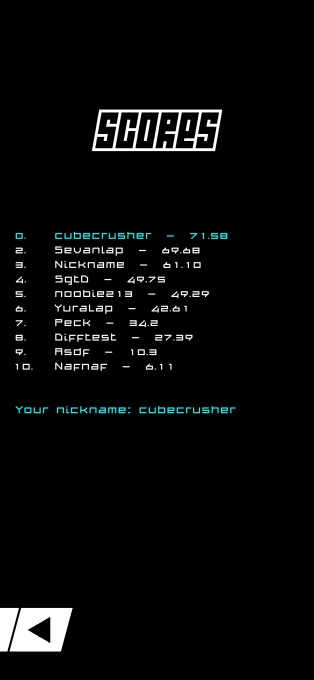 SCORES
0. cubecrusher - 71.58
2. Sevanlap - 69.68
3. Nickname - 61.10
4. SgtD - 49.75
5. noobie213 - 49.29
6. YuraLap - 42.61
7. Peck - 34.2
8. Difftest - 27.39
9. Asdf - 10.3
10. Nafnaf - 6.11
Your nickname: cubecrusher